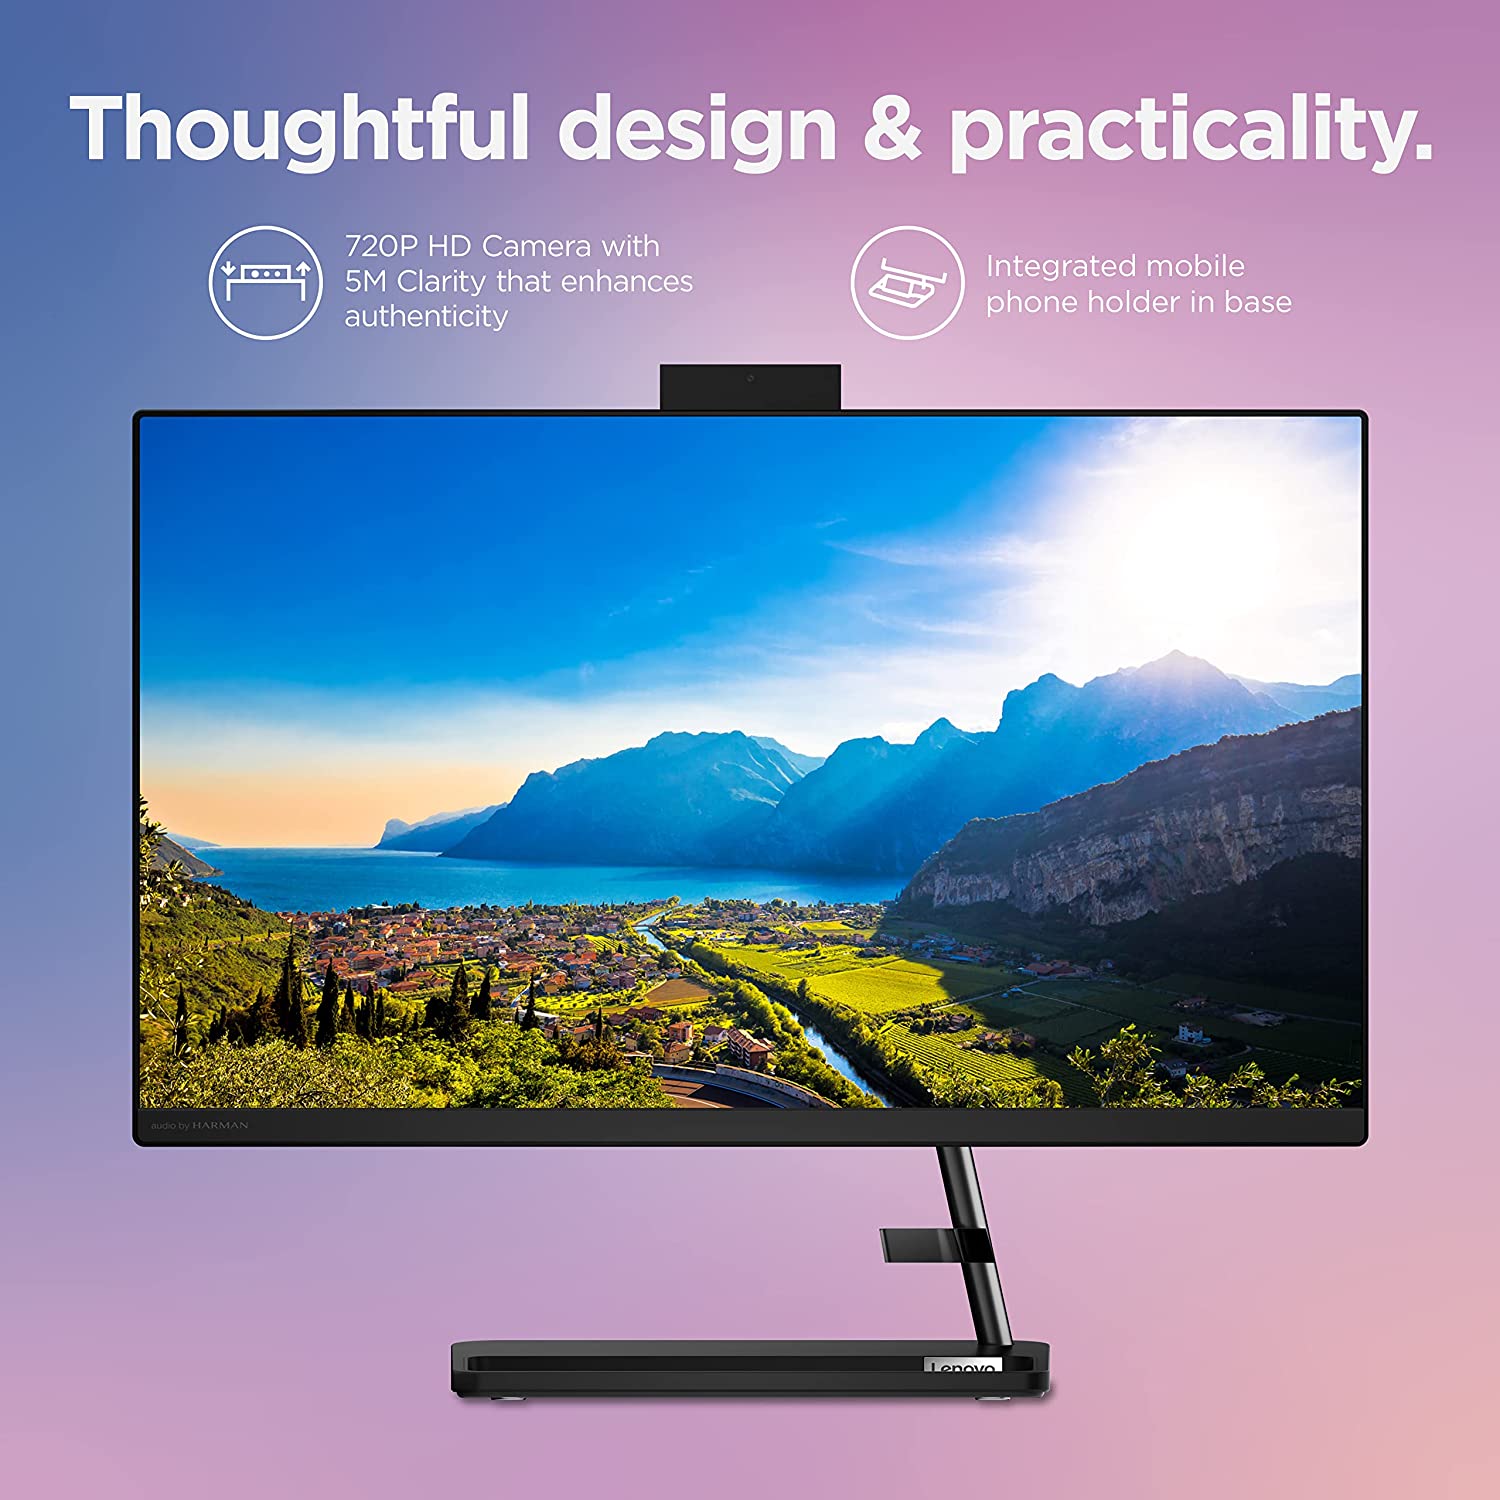 Thoughtful design & practicality.
720P HD Camera with
5M Clarity that enhances
authenticity
Integrated mobile
phone holder in base
audio by HARMAN
Lenovo